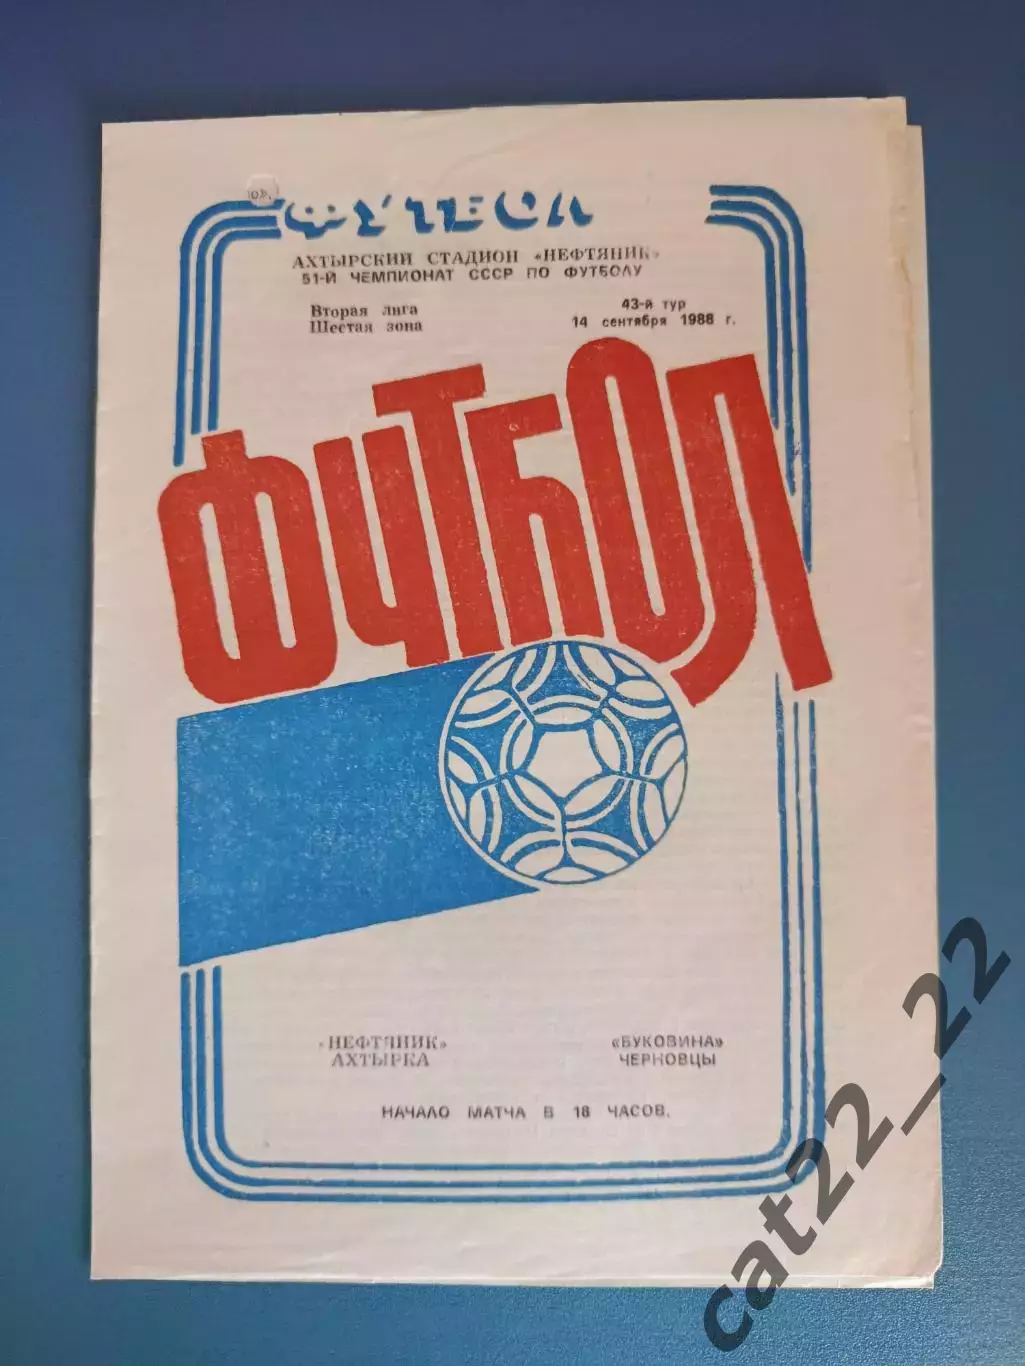 ФУТБОЛ
АХТЫРСКИЙ СТАДИОН «НЕФТЯНИК»
51-Й ЧЕМПИОНАТ СССР ПО ФУТБОЛУ
Вторая лига
Шестая зона
43-й тур
14 сентября 1988 г.
ФУТБОЛ
«НЕФТЯНИК»
АХТЫРКА
«БУКОВИНА»
ЧЕРНОВЦЫ
НАЧАЛО МАТЧА В 18 ЧАСОВ.
cat22_22